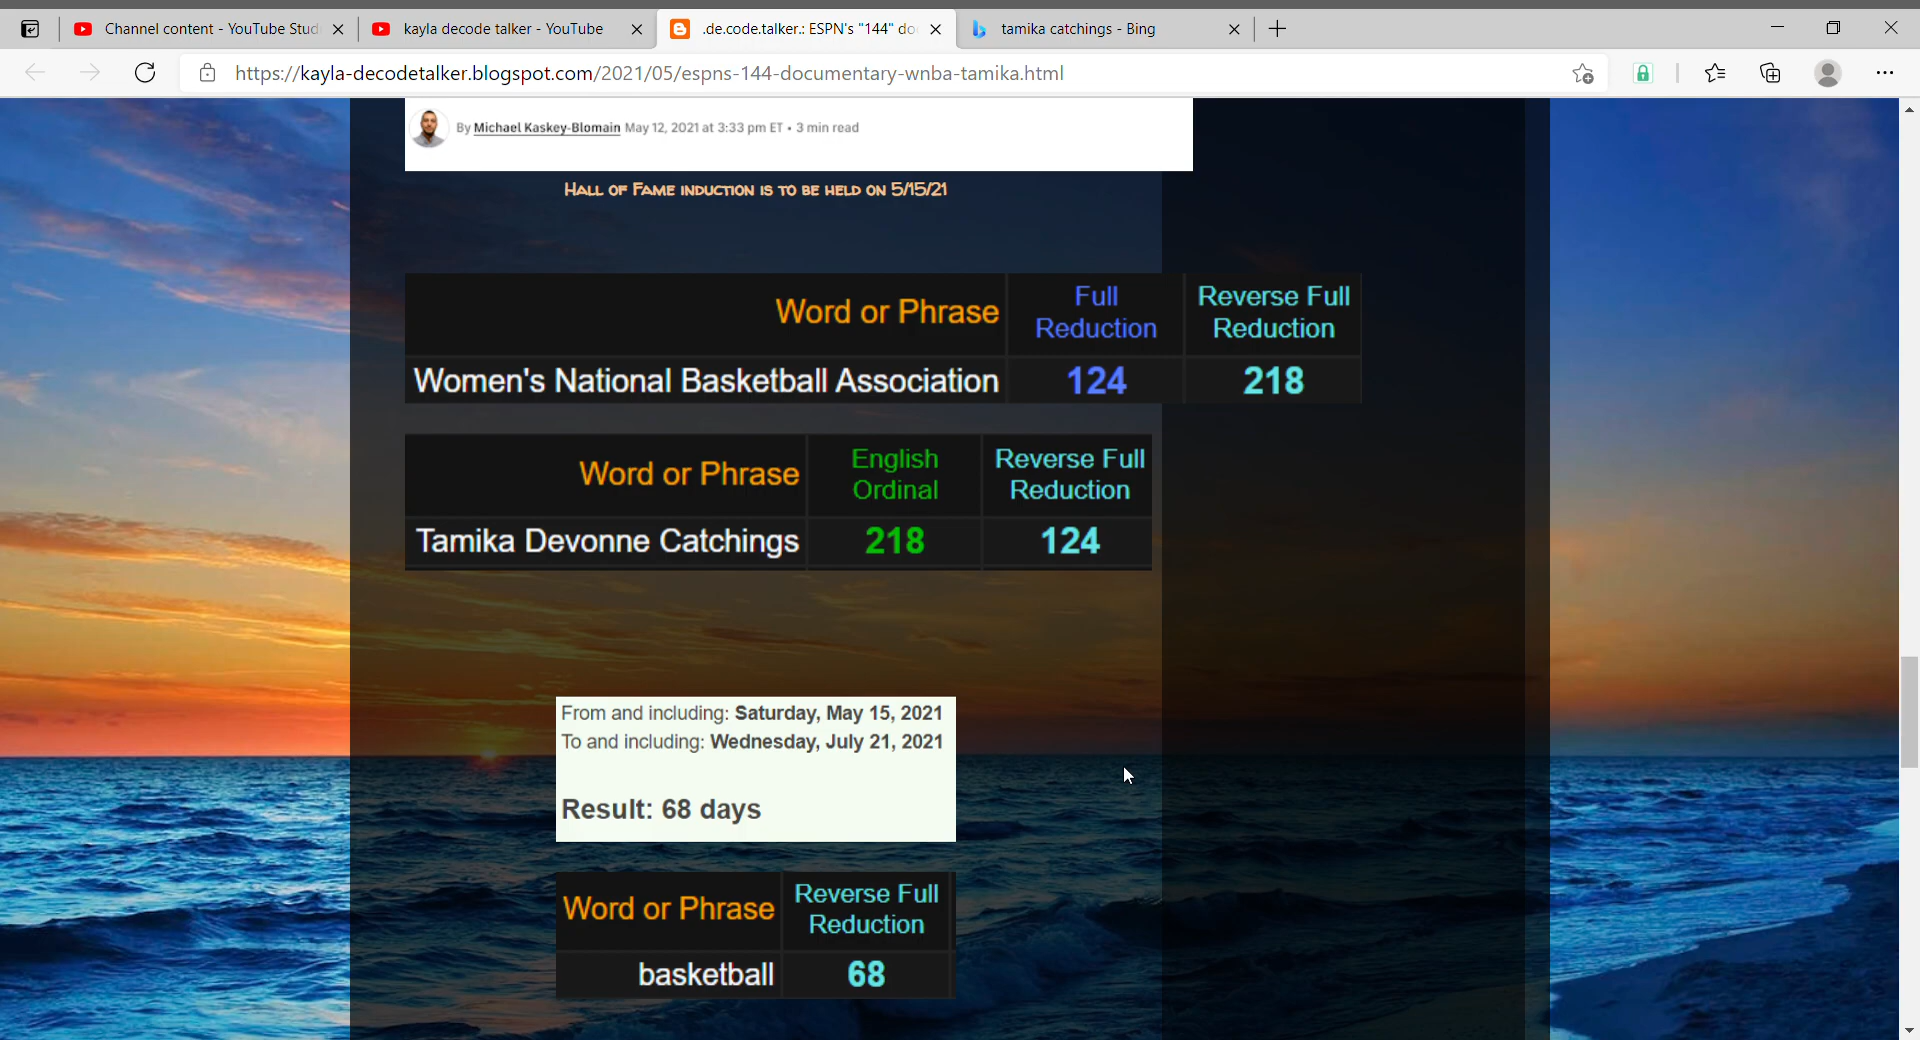 Channel content - YouTube Stud
kayla decode talker - YouTube
.de.code.talker.: ESPN's "144" do
tamika catchings - Bing
https://kayla-decodetalker.blogspot.com/2021/05/espns-144-documentary-wnba-tamika.html
By Michael Kaskey-Blomain May 12, 2021 at 3:33 pm ET • 3 min read
Hall of Fame induction is to be held on 5/15/21
Word or Phrase Full Reduction Reverse Full Reduction
Women's National Basketball Association 124 218
Word or Phrase English Ordinal Reverse Full Reduction
Tamika Devonne Catchings 218 124
From and including: Saturday, May 15, 2021
To and including: Wednesday, July 21, 2021
Result: 68 days
Word or Phrase Reverse Full Reduction
basketball 68